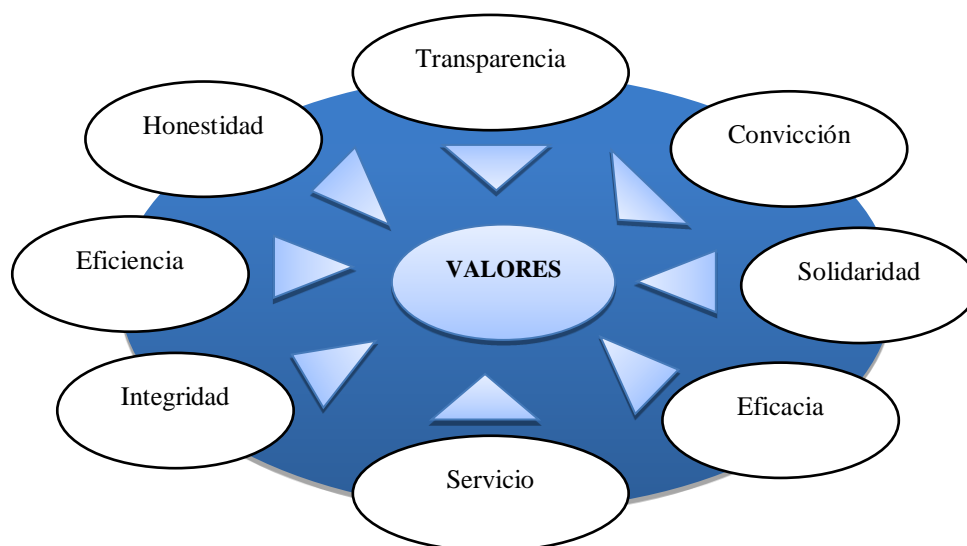 Transparencia
Honestidad
Convicción
Eficiencia
VALORES
Solidaridad
Integridad
Eficacia
Servicio